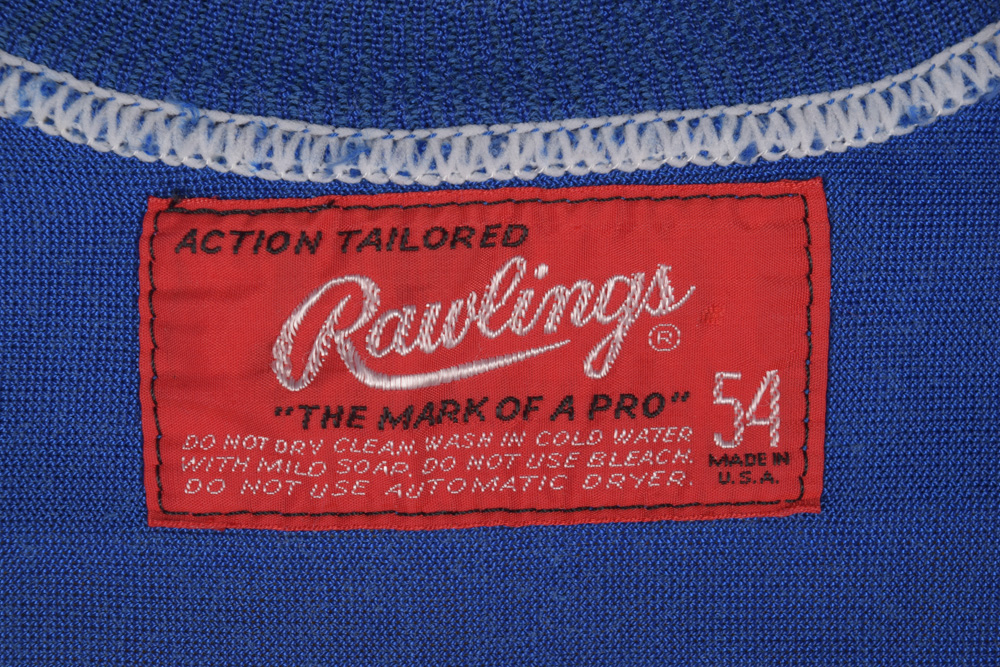 ACTION TAILORED
Rawlings ®
"THE MARK OF A PRO"
54
DO NOT DRY CLEAN. WASH IN COLD WATER
WITH MILD SOAP. DO NOT USE BLEACH.
DO NOT USE AUTOMATIC DRYER.
MADE IN
U.S.A.